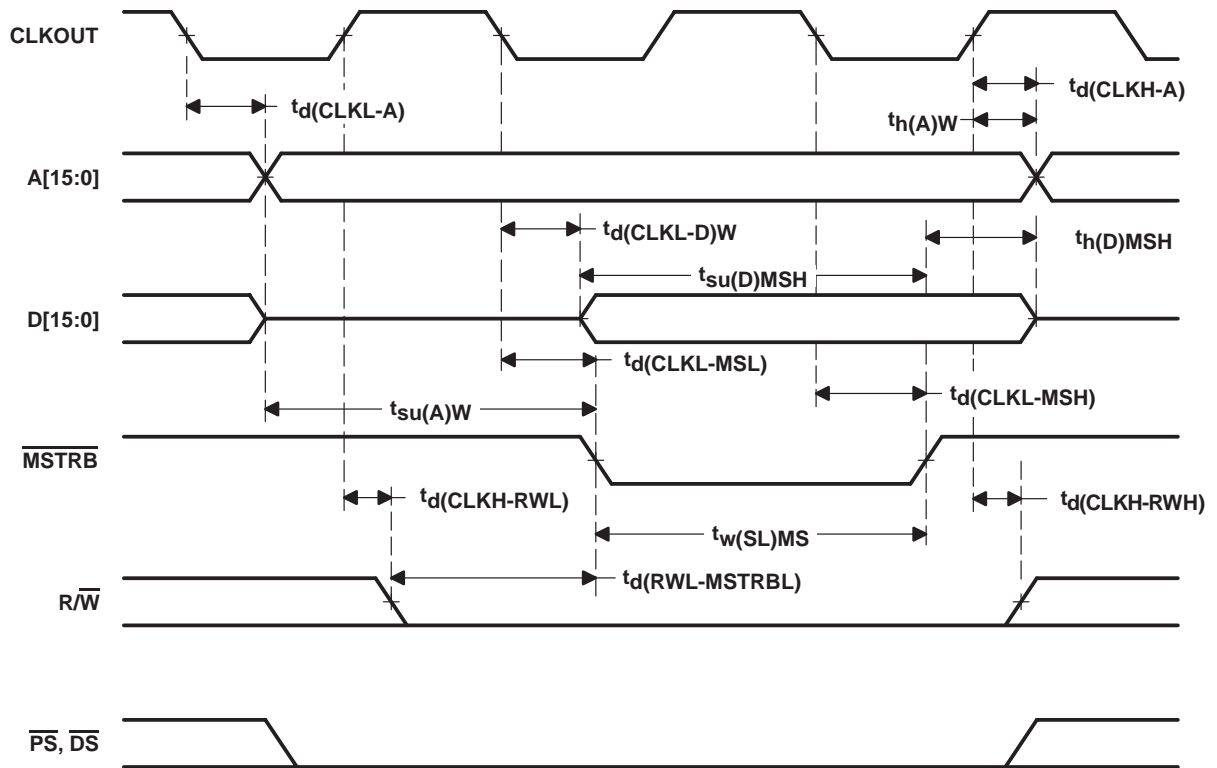 CLKOUT
td(CLKL-A)
td(CLKH-A)
th(A)W
A[15:0]
td(CLKL-D)W
th(D)MSH
tsu(D)MSH
D[15:0]
td(CLKL-MSL)
td(CLKL-MSH)
tsu(A)W
MSTRB
td(CLKH-RWL)
td(CLKH-RWH)
tw(SL)MS
td(RWL-MSTRBL)
R/W
PS, DS